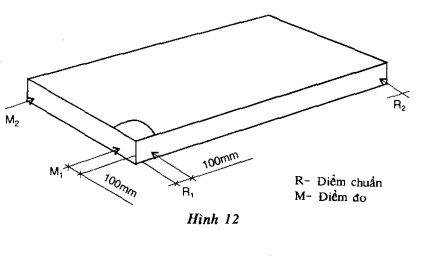 M₂
R₂
M₁
100mm
R₁
100mm
R- Điểm chuẩn
M- Điểm đo
Hình 12